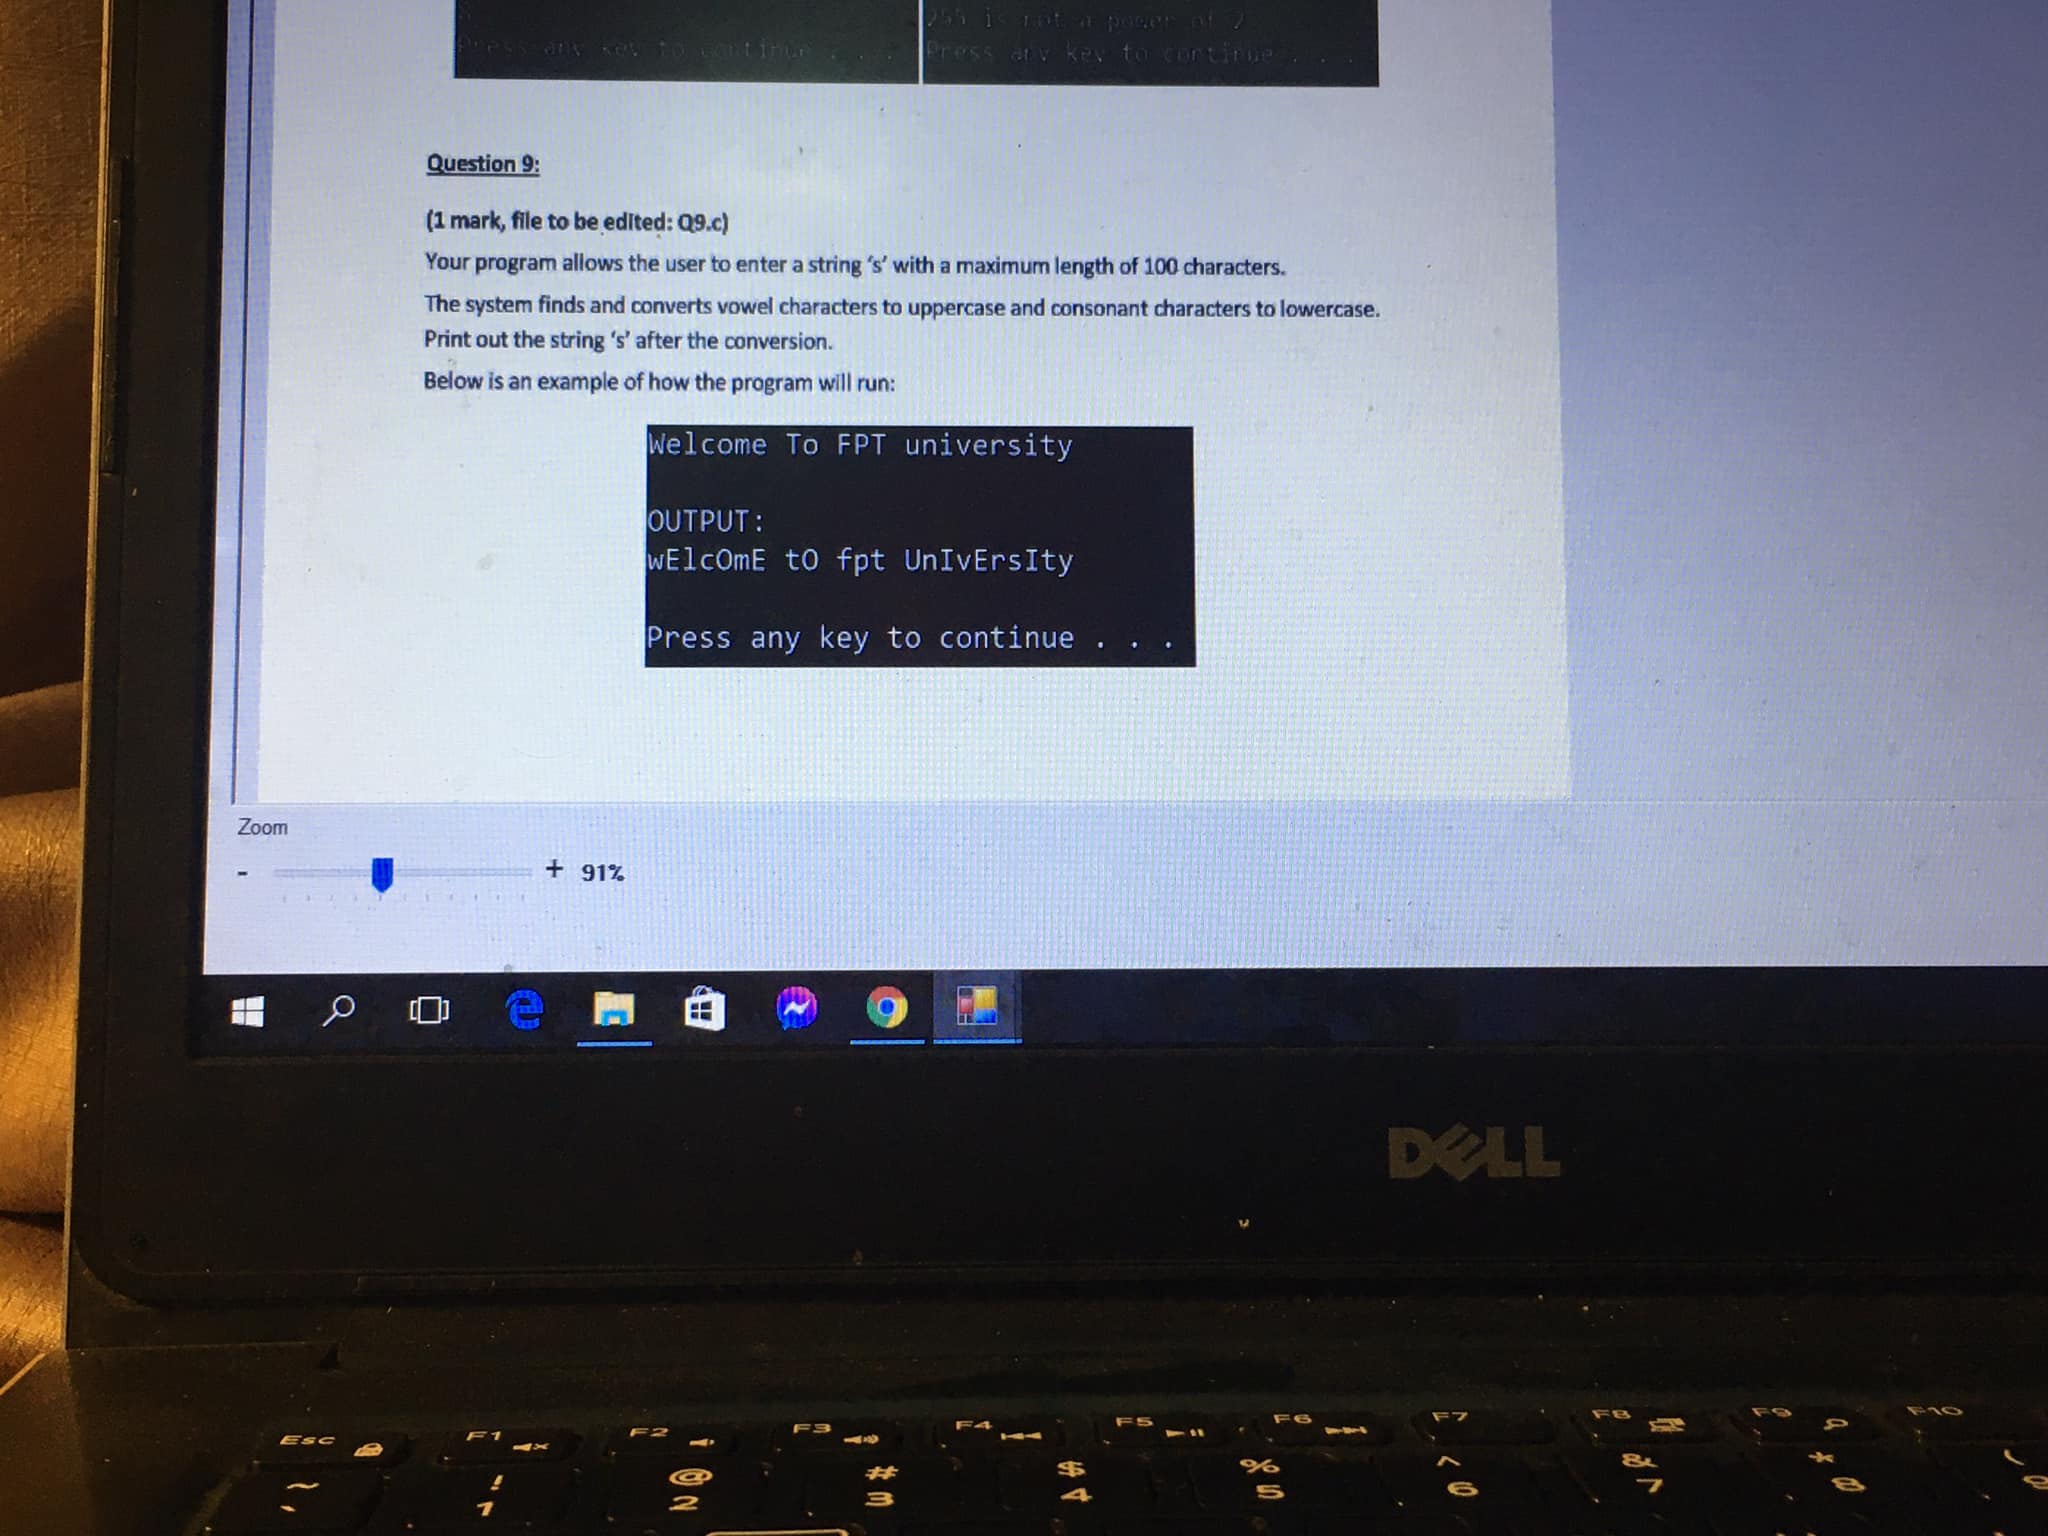 255 is not a power of 2
Press any key to continue . . .
Press any key to continue . . .
Question 9:
(1 mark, file to be edited: Q9.c)
Your program allows the user to enter a string ‘s’ with a maximum length of 100 characters.
The system finds and converts vowel characters to uppercase and consonant characters to lowercase.
Print out the string ‘s’ after the conversion.
Below is an example of how the program will run:
Welcome To FPT university
OUTPUT:
wElcOmE tO fpt UnIvErsIty
Press any key to continue . . .
Zoom
- + 91%
DELL
Esc F1 F2 F3 F4 F5 F6 F7 F8 F9 F10
~ ! @ # $ % ^ & * (
` 1 2 3 4 5 6 7 8 9